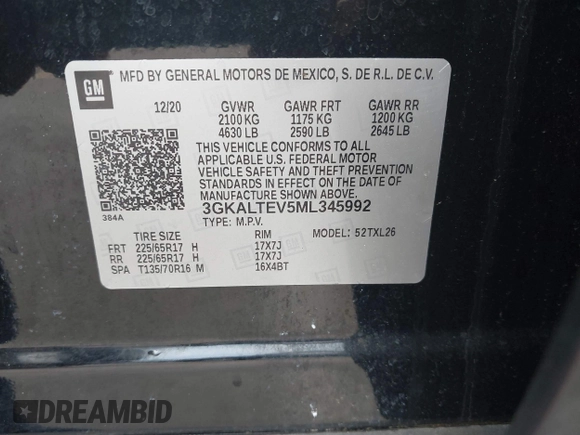 GM
MFD BY GENERAL MOTORS DE MEXICO, S. DE R.L. DE C.V.
12/20 GVWR GAWR FRT GAWR RR
2100 KG 1175 KG 1200 KG
4630 LB 2590 LB 2645 LB
THIS VEHICLE CONFORMS TO ALL
APPLICABLE U.S. FEDERAL MOTOR
VEHICLE SAFETY AND THEFT PREVENTION
STANDARDS IN EFFECT ON THE DATE OF
MANUFACTURE SHOWN ABOVE.
384A 3GKALTEV5ML345992
TYPE: M.P.V.
TIRE SIZE RIM 52TXL26
FRT 225/65R17 H 17X7J
RR 225/65R17 H 17X7J
SPA T135/70R16 M 16X4BT
DREAMBID